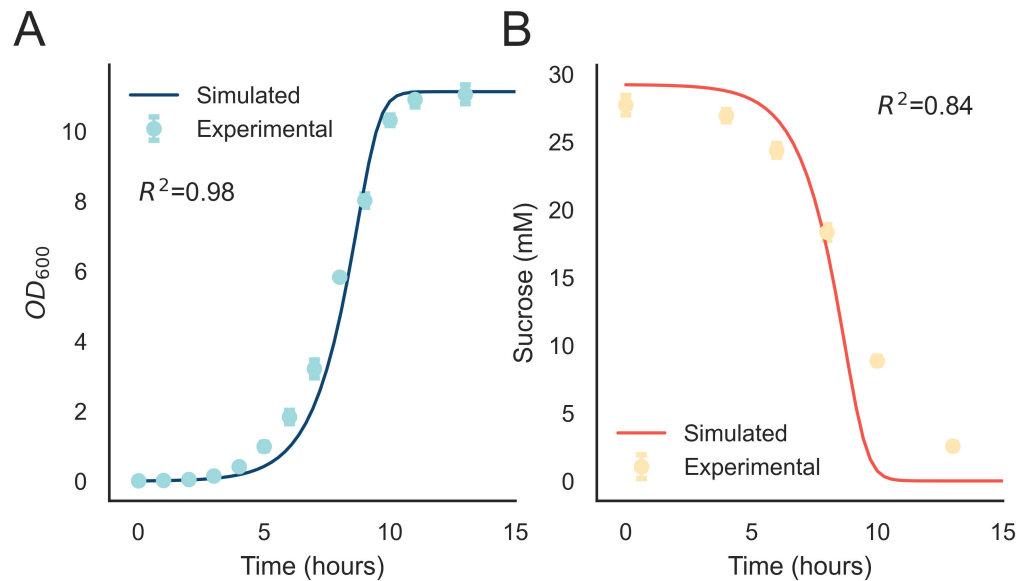 A
Simulated
Experimental
R²=0.98
OD₆₀₀
10
8
6
4
2
0
0 5 10 15
Time (hours)
B
R²=0.84
Sucrose (mM)
30
25
20
15
10
5
0
Simulated
Experimental
0 5 10 15
Time (hours)